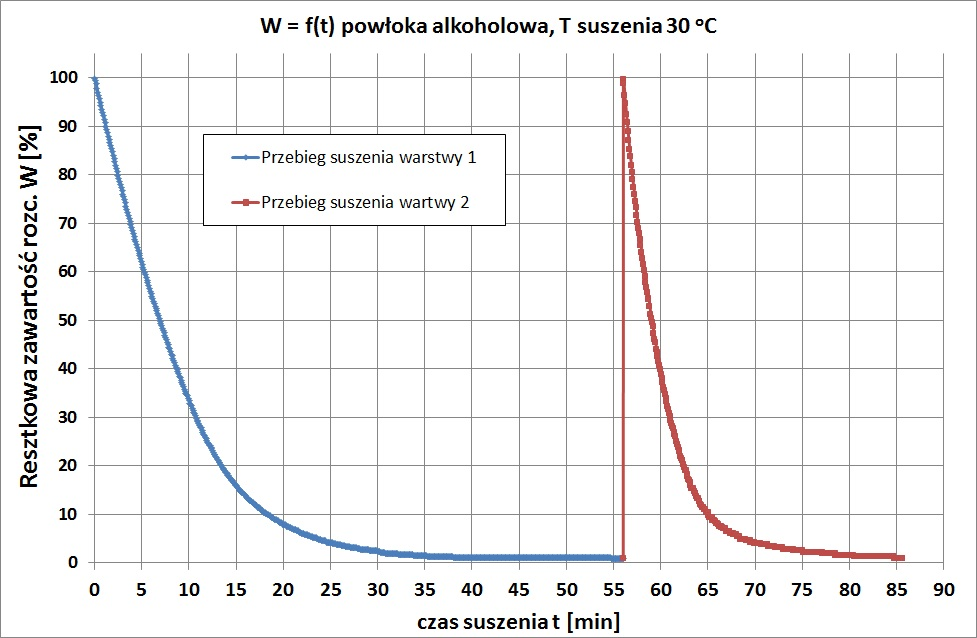 W = f(t) powłoka alkoholowa, T suszenia 30 °C
Resztkowa zawartość rozc. W [%]
100
90
80
70
60
50
40
30
20
10
0
Przebieg suszenia warstwy 1
Przebieg suszenia wartwy 2
0 5 10 15 20 25 30 35 40 45 50 55 60 65 70 75 80 85 90
czas suszenia t [min]